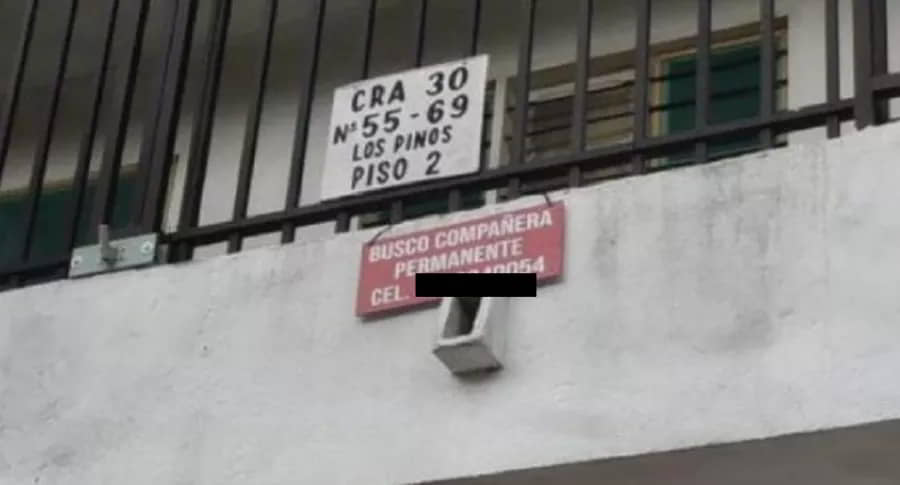 CRA 30
Nº 55-69
LOS PINOS
PISO 2
BUSCO COMPAÑERA
PERMANENTE
CEL.